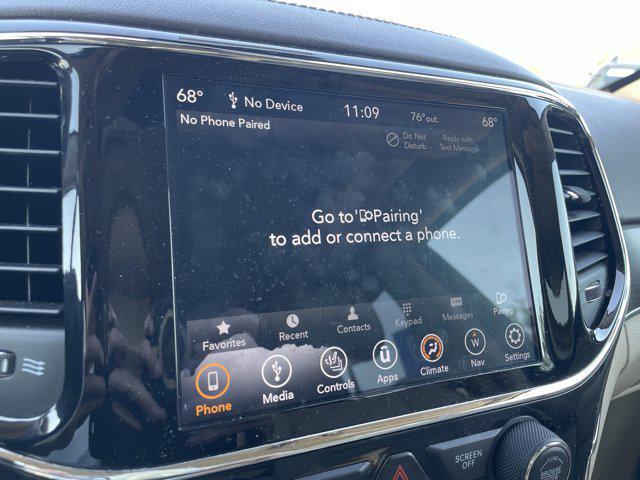 68° No Device 11:09 76°out. 68°
No Phone Paired
Do Not Disturb
Reply with Text Message
Go to 'Pairing'
to add or connect a phone.
Favorites Recent Contacts Keypad Messages Pairing
Phone Media Controls Apps Climate Nav Settings
W
SCREEN
OFF
BROWSE